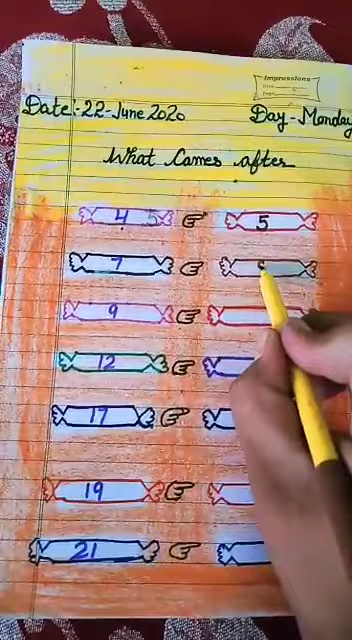 Impressions
Date:-22-June 2020
Day-Monday
What Comes after
4 5 5
7
9
12
17
19
21